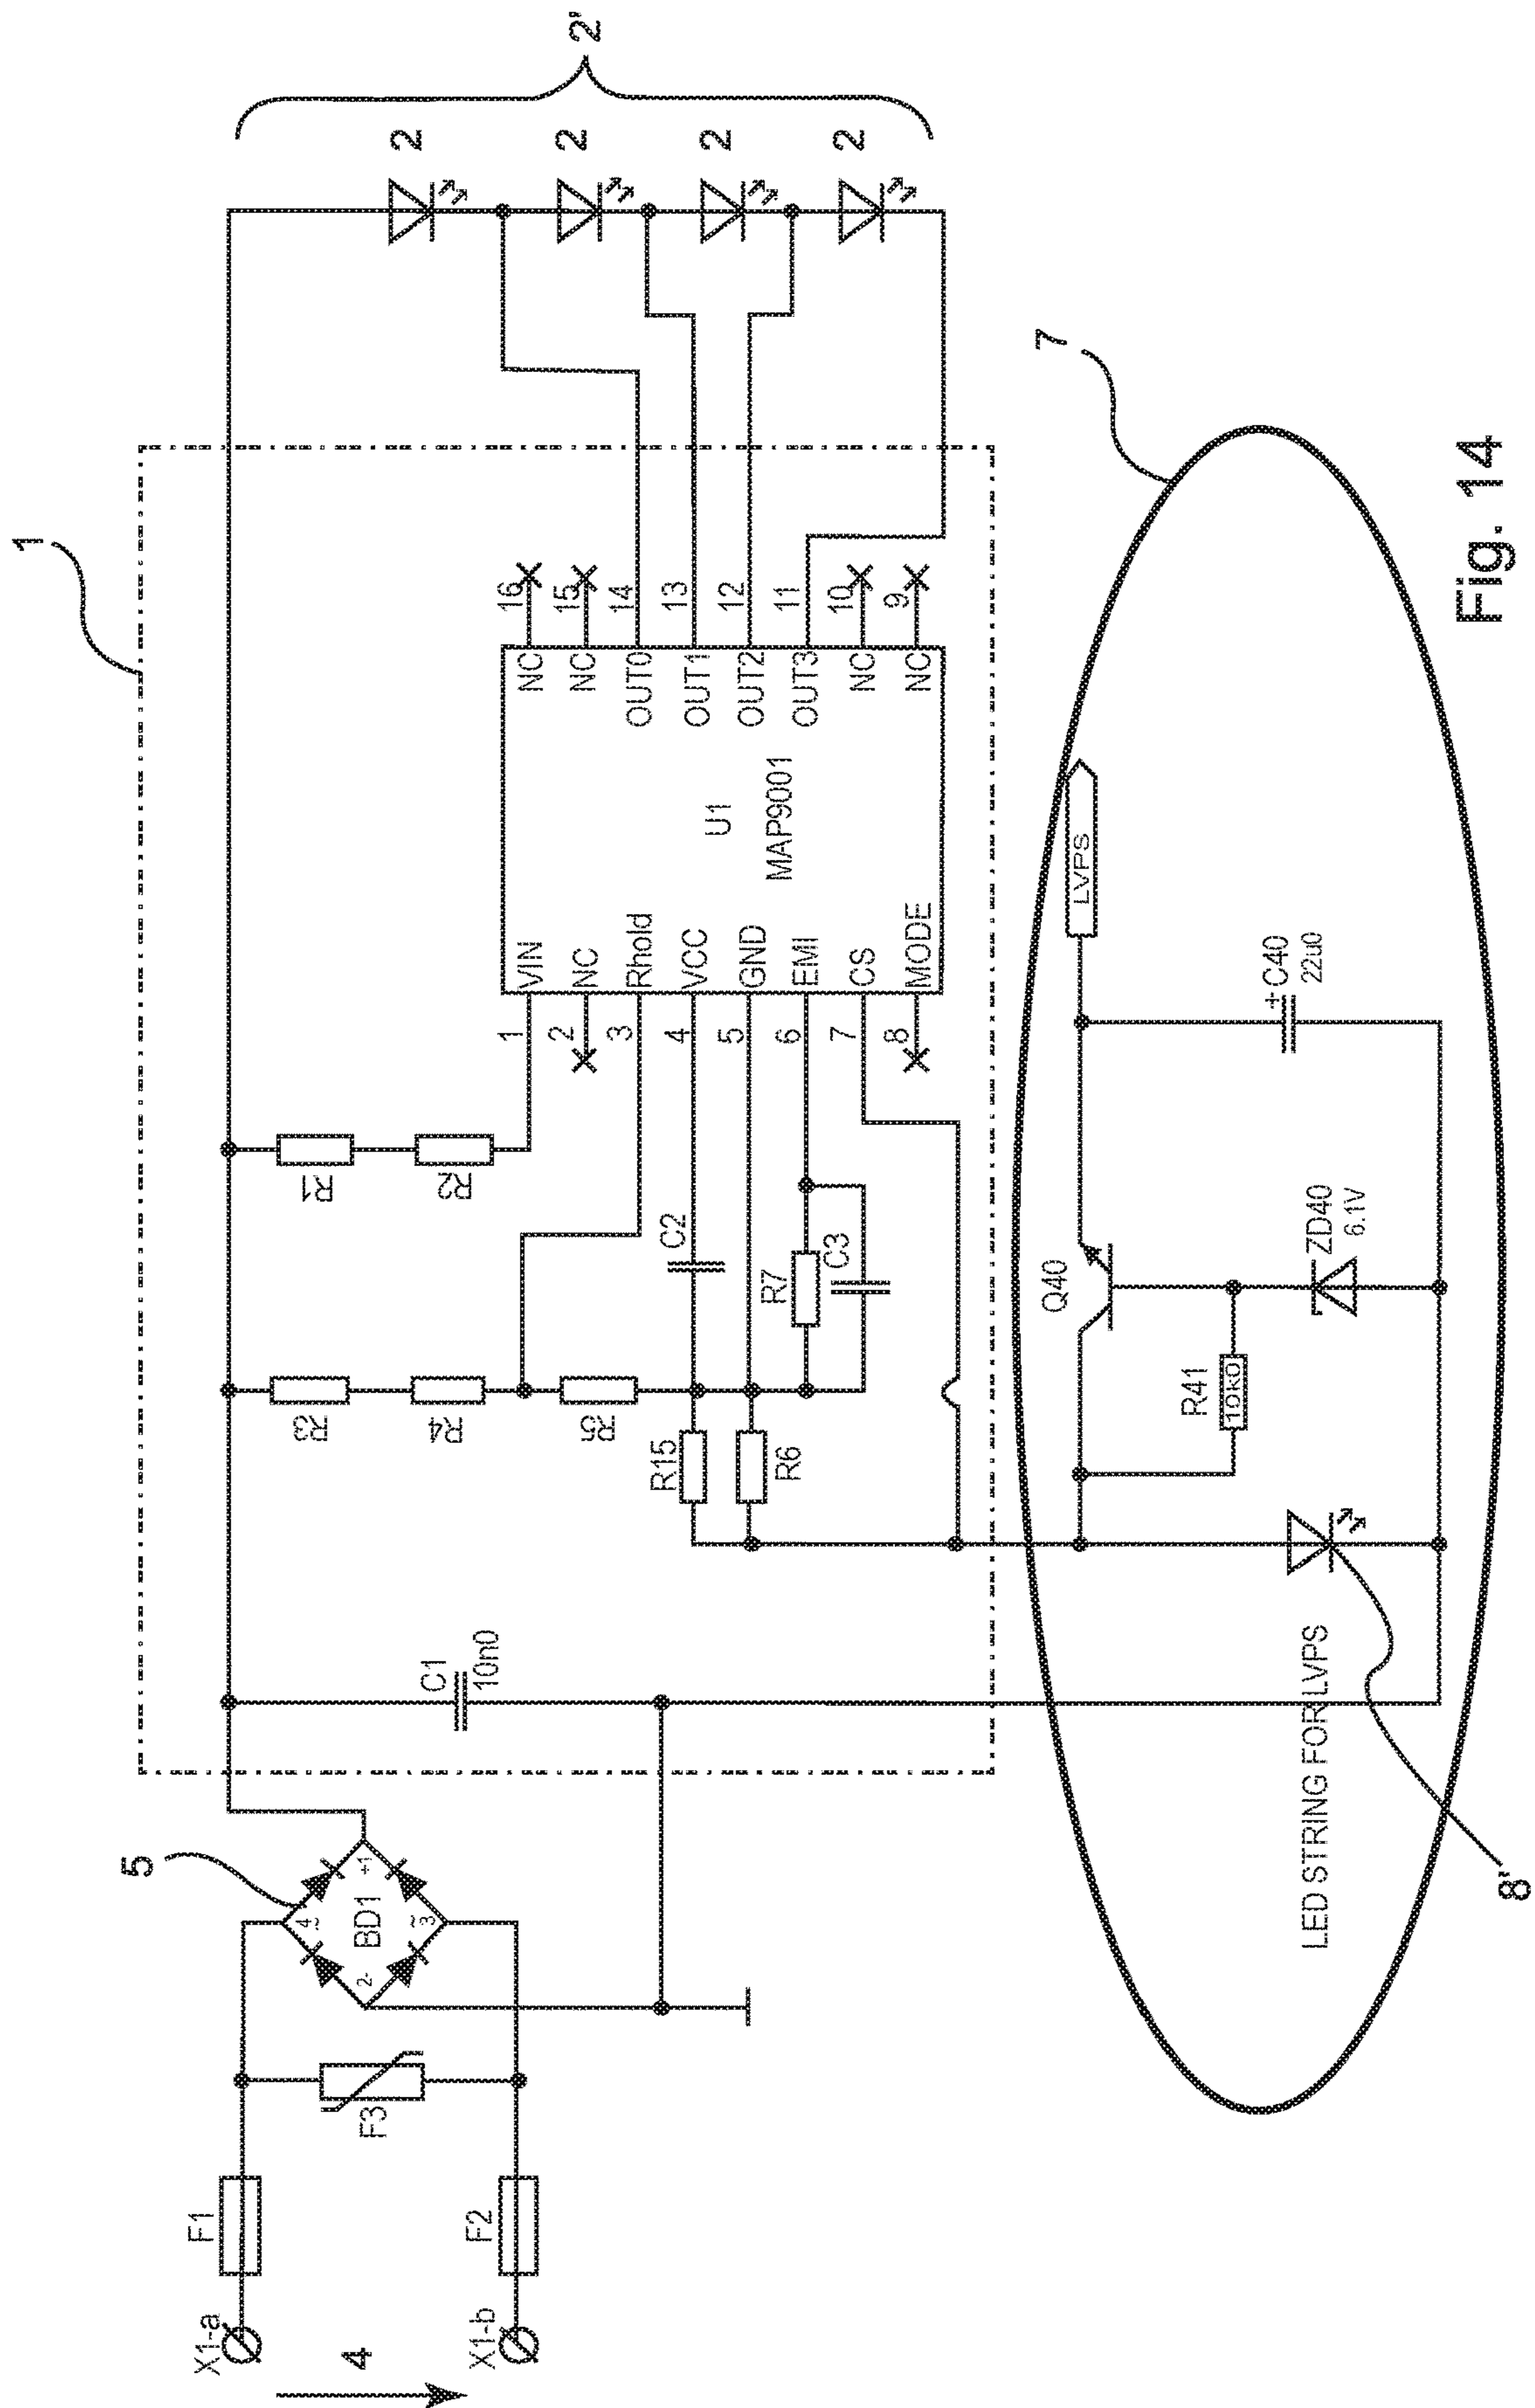 1
2'
2
2
2
2
7
5
4
8'
X1-a
X1-b
F1
F2
F3
4
~
BD1
+1
2-
~
3
C1
10n0
R1
R2
R3
R4
R5
R15
R6
C2
R7
C3
1
2
3
4
5
6
7
8
VIN
NC
Rhold
VCC
GND
EMI
CS
MODE
U1
MAP9001
NC
NC
OUT0
OUT1
OUT2
OUT3
NC
NC
16
15
14
13
12
11
10
9
LED STRING FOR LVPS
R41
10k0
Q40
ZD40
6.1V
+C40
22u0
LVPS
Fig. 14